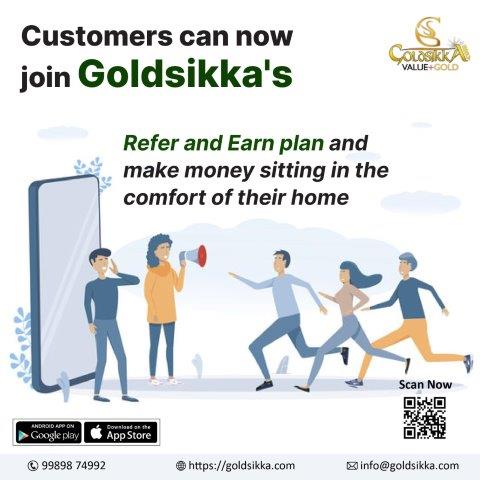 Customers can now
join Goldsikka's
GOLDSIKKA
VALUE+GOLD
Refer and Earn plan and
make money sitting in the
comfort of their home
Scan Now
ANDROID APP ON
Google play
Download on the
App Store
99898 74992
https://goldsikka.com
info@goldsikka.com